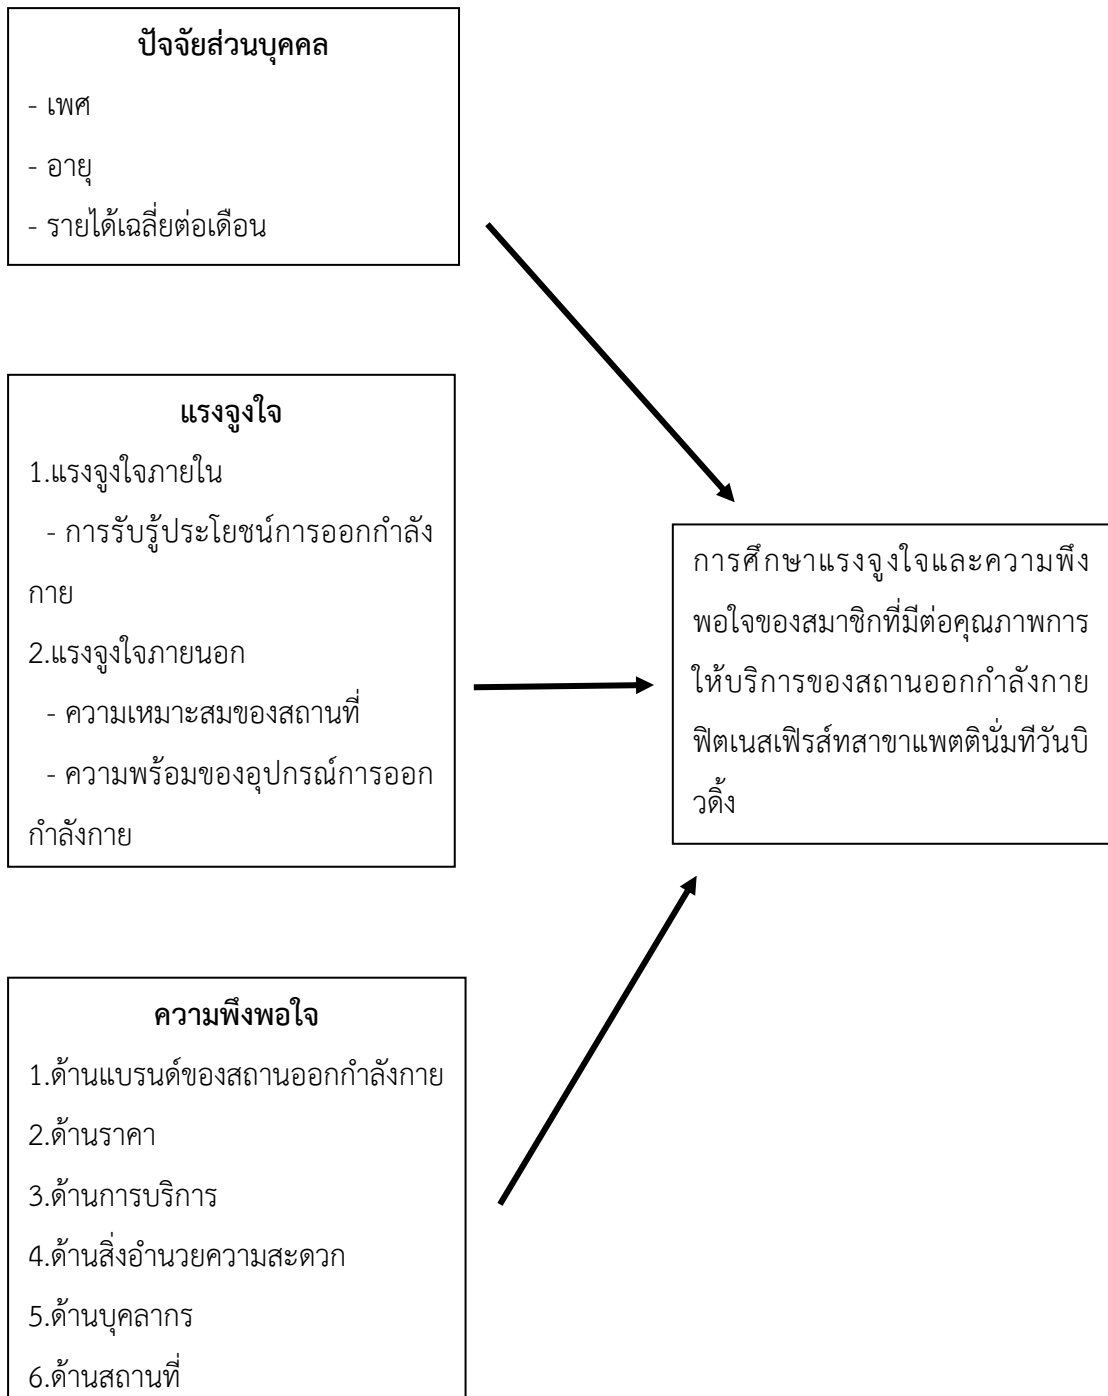 ปัจจัยส่วนบุคคล
- เพศ
- อายุ
- รายได้เฉลี่ยต่อเดือน
แรงจูงใจ
1.แรงจูงใจภายใน
- การรับรู้ประโยชน์การออกกำลัง
กาย
2.แรงจูงใจภายนอก
- ความเหมาะสมของสถานที่
- ความพร้อมของอุปกรณ์การออก
กำลังกาย
การศึกษาแรงจูงใจและความพึง
พอใจของสมาชิกที่มีต่อคุณภาพการ
ให้บริการของสถานออกกำลังกาย
ฟิตเนสเฟิรส์ทสาขาแพตตินั่มทีวันบิ
วดิ้ง
ความพึงพอใจ
1.ด้านแบรนด์ของสถานออกกำลังกาย
2.ด้านราคา
3.ด้านการบริการ
4.ด้านสิ่งอำนวยความสะดวก
5.ด้านบุคลากร
6.ด้านสถานที่